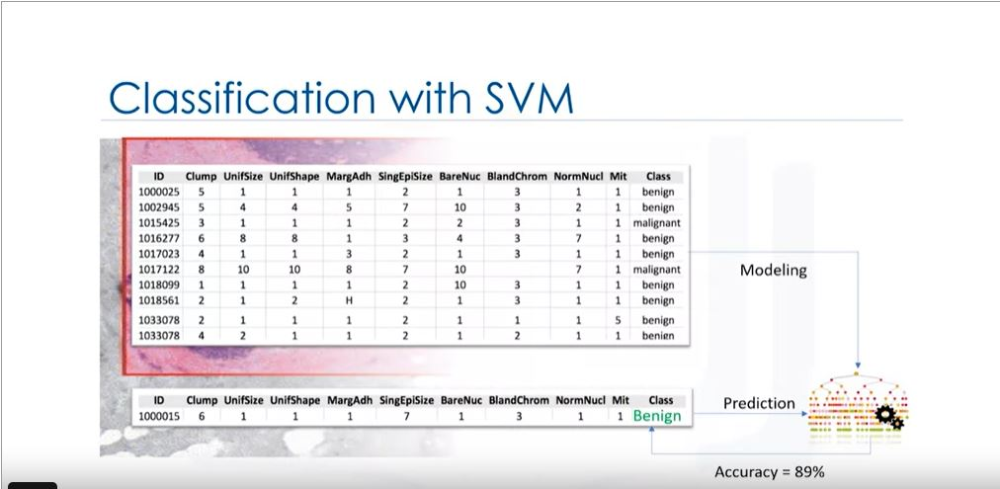 Classification with SVM
ID Clump UnifSize UnifShape MargAdh SingEpiSize BareNuc BlandChrom NormNucl Mit Class
1000025 5 1 1 1 2 1 3 1 1 benign
1002945 5 4 4 5 7 10 3 2 1 benign
1015425 3 1 1 1 2 2 3 1 1 malignant
1016277 6 8 8 1 3 4 3 7 1 benign
1017023 4 1 1 3 2 1 3 1 1 benign
1017122 8 10 10 8 7 10 7 1 malignant
1018099 1 1 1 1 2 10 3 1 1 benign
1018561 2 1 2 H 2 1 3 1 1 benign
1033078 2 1 1 1 2 1 1 1 5 benign
1033078 4 2 1 1 2 1 2 1 1 benign
Modeling
ID Clump UnifSize UnifShape MargAdh SingEpiSize BareNuc BlandChrom NormNucl Mit Class
1000015 6 1 1 1 7 1 3 1 1 Benign
Prediction
Accuracy = 89%